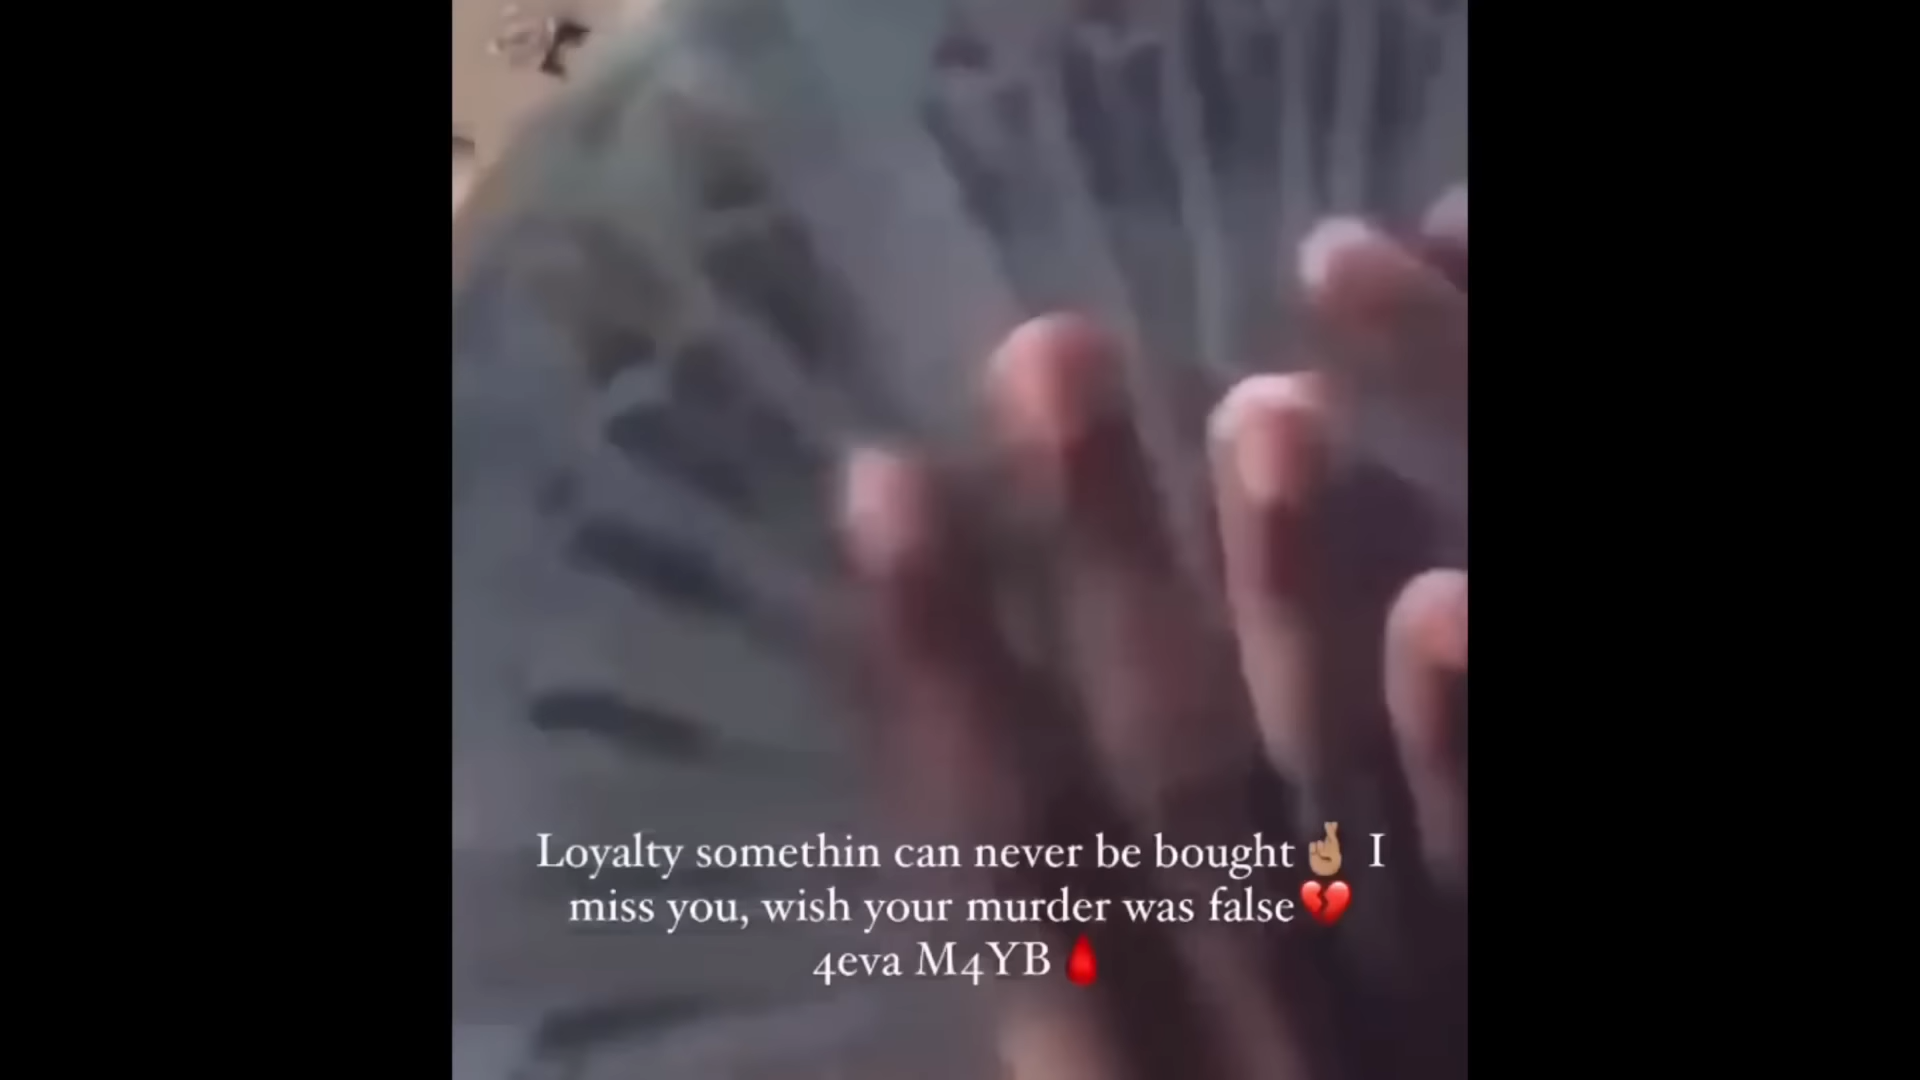 Loyalty somethin can never be bought🤞🏽 I
miss you, wish your murder was false💔
4eva M4YB🩸